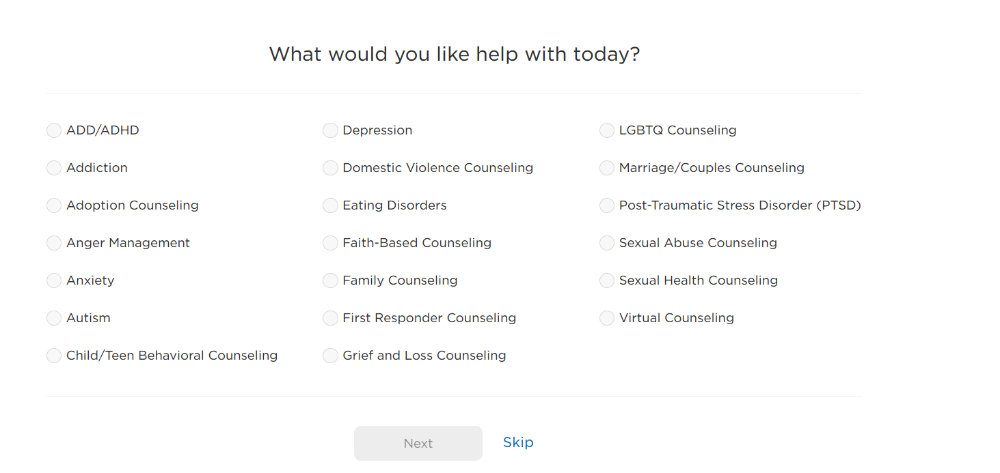 What would you like help with today?
ADD/ADHD
Addiction
Adoption Counseling
Anger Management
Anxiety
Autism
Child/Teen Behavioral Counseling
Depression
Domestic Violence Counseling
Eating Disorders
Faith-Based Counseling
Family Counseling
First Responder Counseling
Grief and Loss Counseling
LGBTQ Counseling
Marriage/Couples Counseling
Post-Traumatic Stress Disorder (PTSD)
Sexual Abuse Counseling
Sexual Health Counseling
Virtual Counseling
Next
Skip